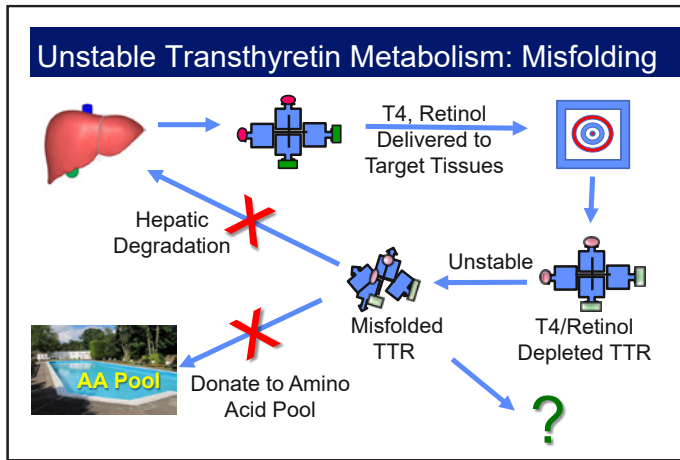 Unstable Transthyretin Metabolism: Misfolding
T4, Retinol
Delivered to
Target Tissues
Hepatic
Degradation
Unstable
Misfolded
TTR
T4/Retinol
Depleted TTR
AA Pool
Donate to Amino
Acid Pool
?